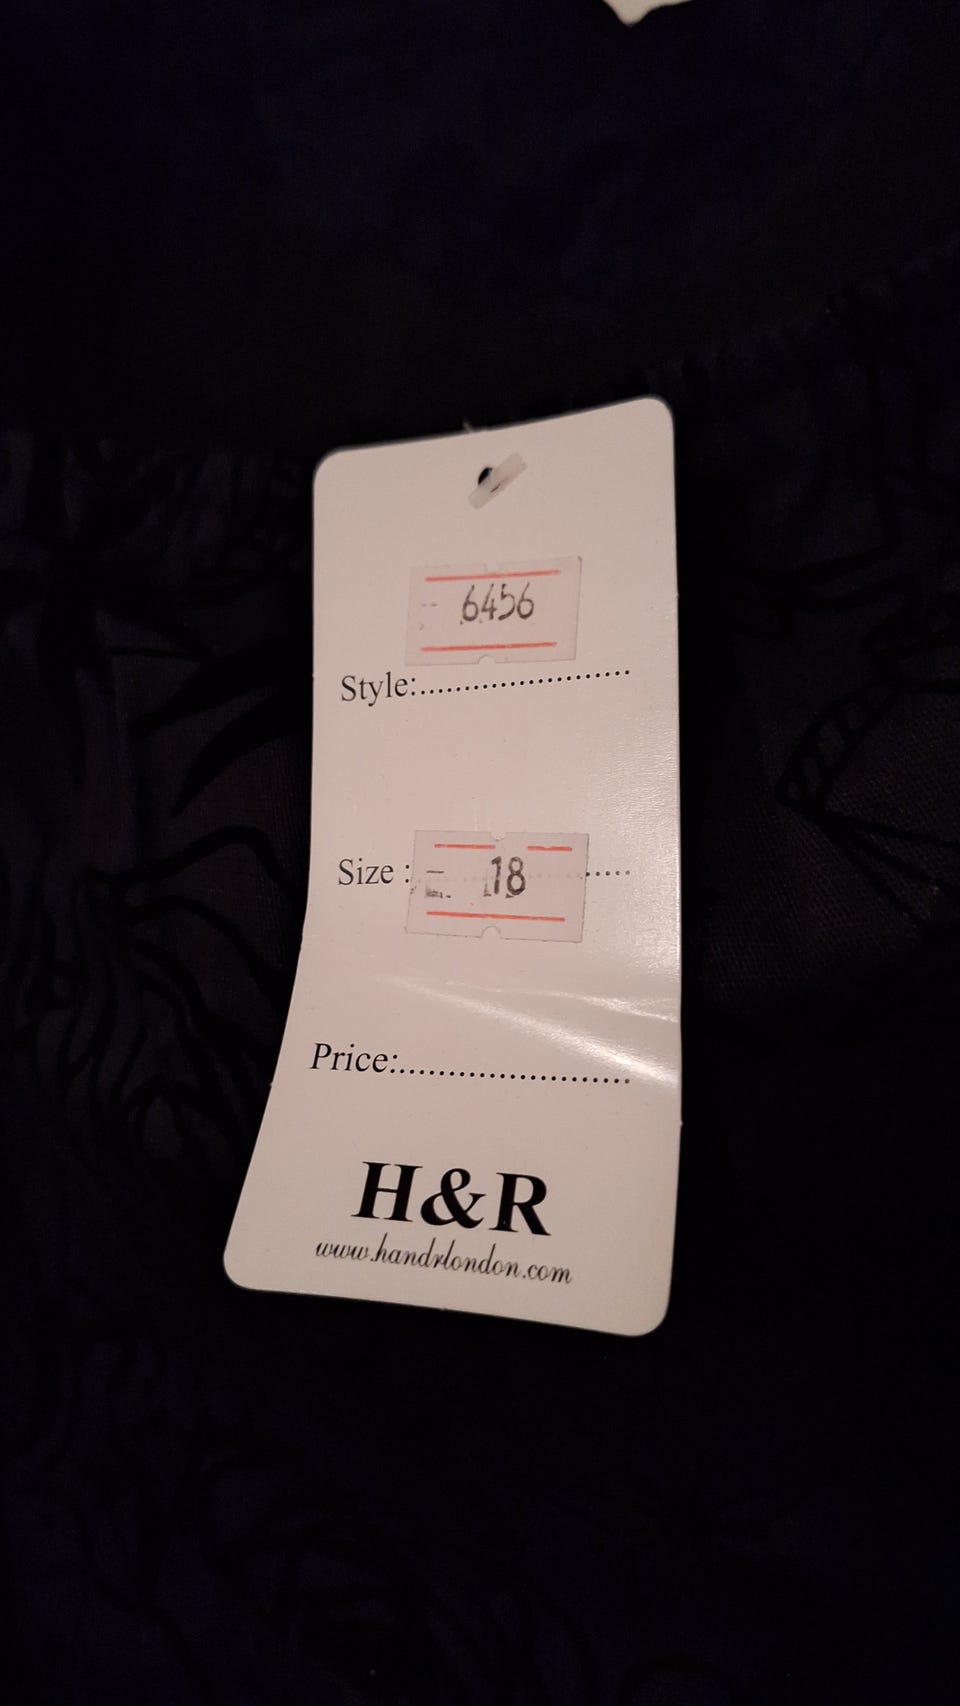 6456
Style:.......................
Size : 18 .....
Price:........................
H&R
www.handrlondon.com